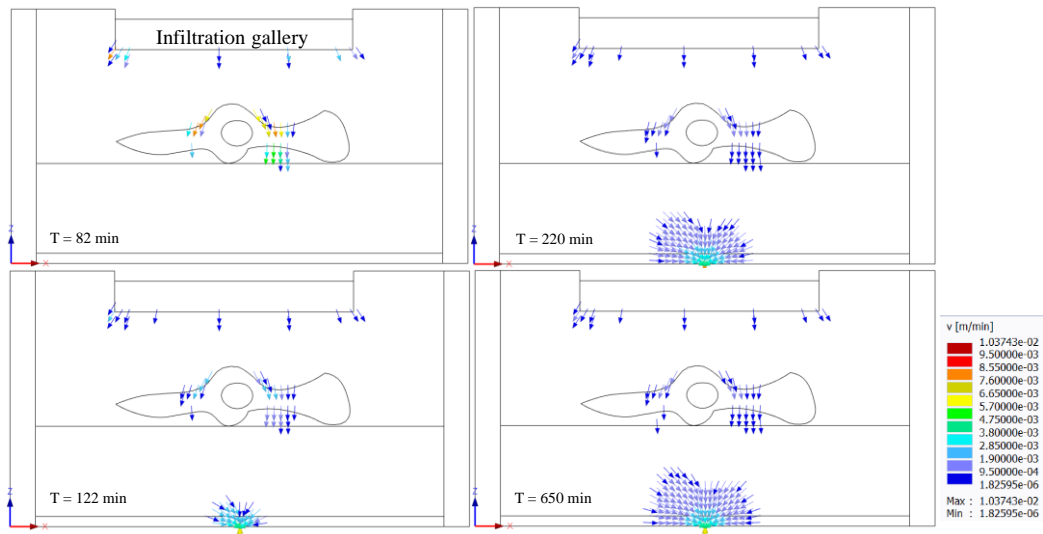 Infiltration gallery
T = 82 min
Z
X
T = 220 min
Z
X
T = 122 min
Z
X
T = 650 min
Z
X
v [m/min]
1.03743e-02
9.50000e-03
8.55000e-03
7.60000e-03
6.65000e-03
5.70000e-03
4.75000e-03
3.80000e-03
2.85000e-03
1.90000e-03
9.50000e-04
1.82595e-06
Max : 1.03743e-02
Min : 1.82595e-06